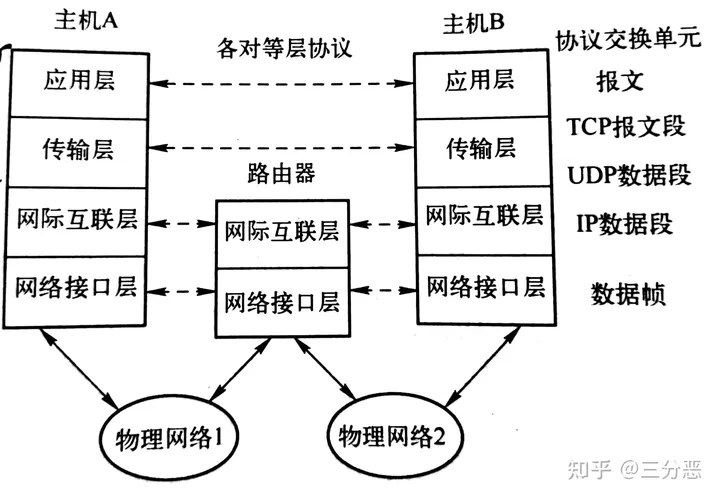 主机A
各对等层协议
主机B
协议交换单元
应用层
应用层
报文
传输层
传输层
TCP报文段
路由器
UDP数据段
网际互联层
网际互联层
网际互联层
IP数据段
网络接口层
网络接口层
网络接口层
数据帧
物理网络1
物理网络2
知乎 @三分恶